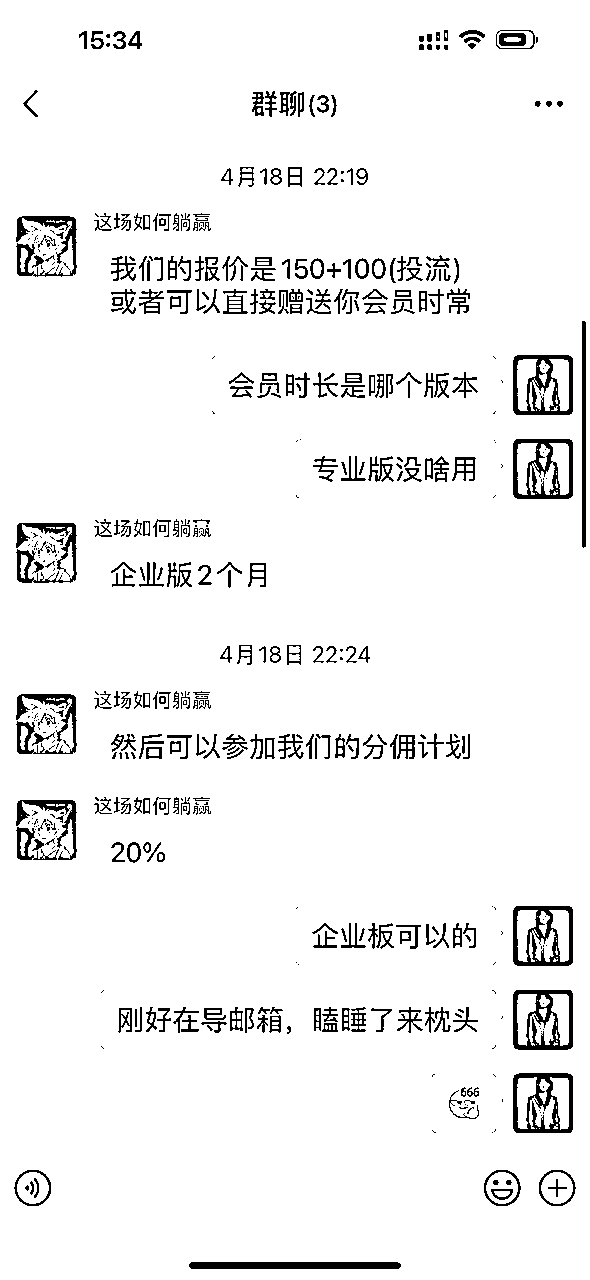 15:34
群聊(3)
4月18日 22:19
这场如何躺赢
我们的报价是150+100(投流)
或者可以直接赠送你会员时常
会员时长是哪个版本
专业版没啥用
这场如何躺赢
企业版2个月
4月18日 22:24
这场如何躺赢
然后可以参加我们的分佣计划
这场如何躺赢
20%
企业板可以的
刚好在导邮箱，瞌睡了来枕头
666